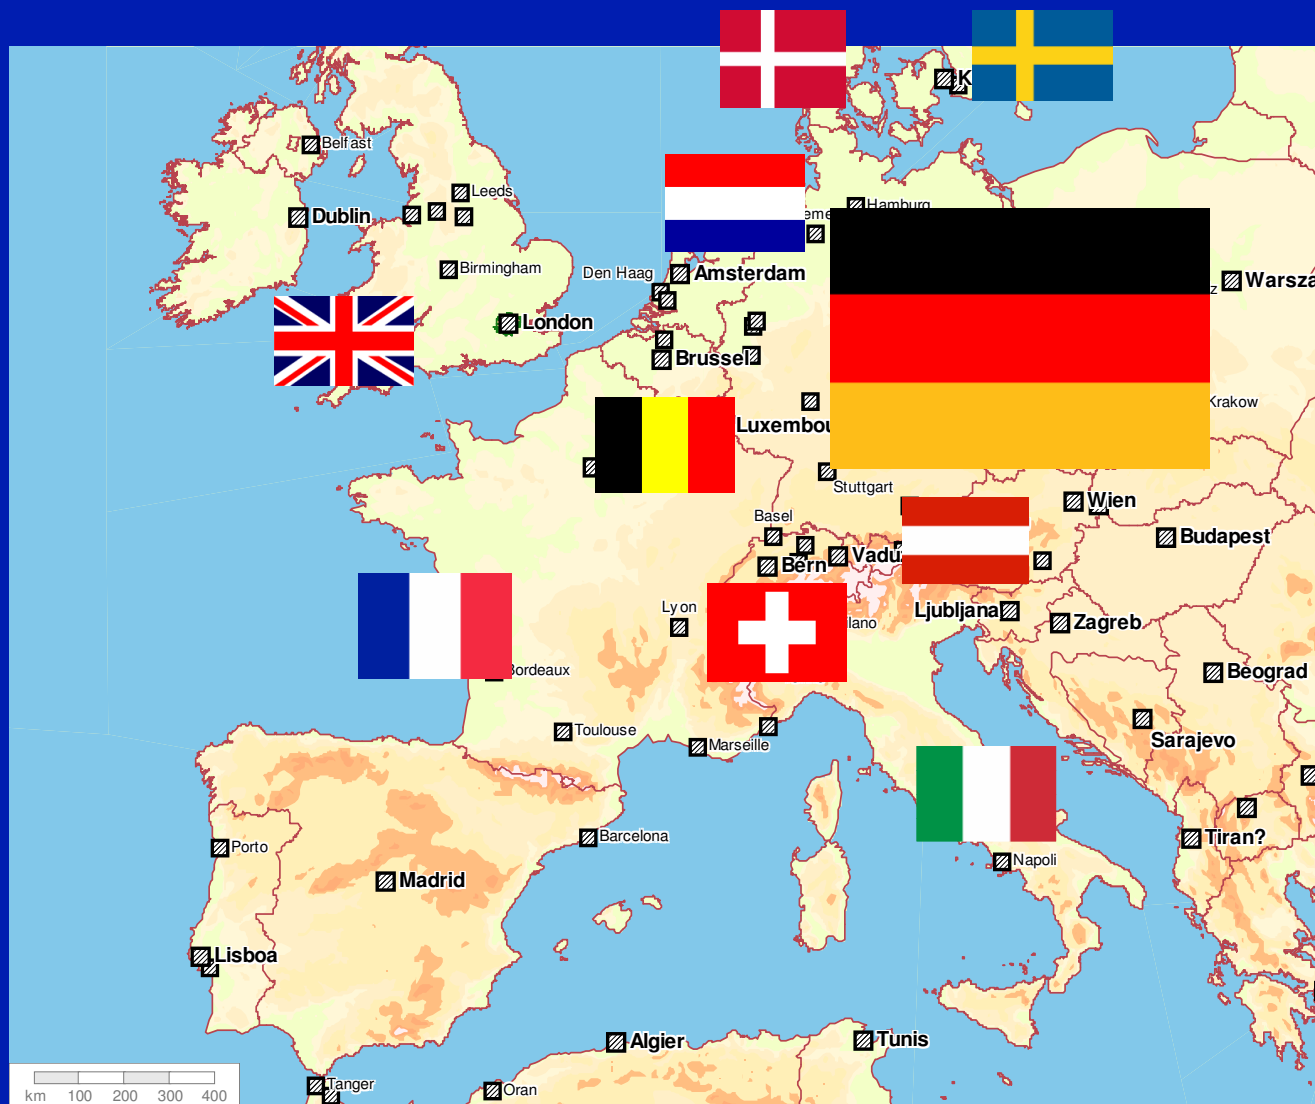 K
Belfast
Leeds
Dublin
Hamburg
Birmingham
Den Haag
Amsterdam
Warsza
z
London
Brussel
Krakow
Luxembou
Stuttgart
Wien
Basel
Budapest
Vaduz
Bern
Lyon
Ljubljana
Zagreb
lano
Bordeaux
Beograd
Toulouse
Marseille
Sarajevo
Barcelona
Tiran?
Porto
Napoli
Madrid
Lisboa
Algier
Tunis
Tanger
Oran
km 100 200 300 400